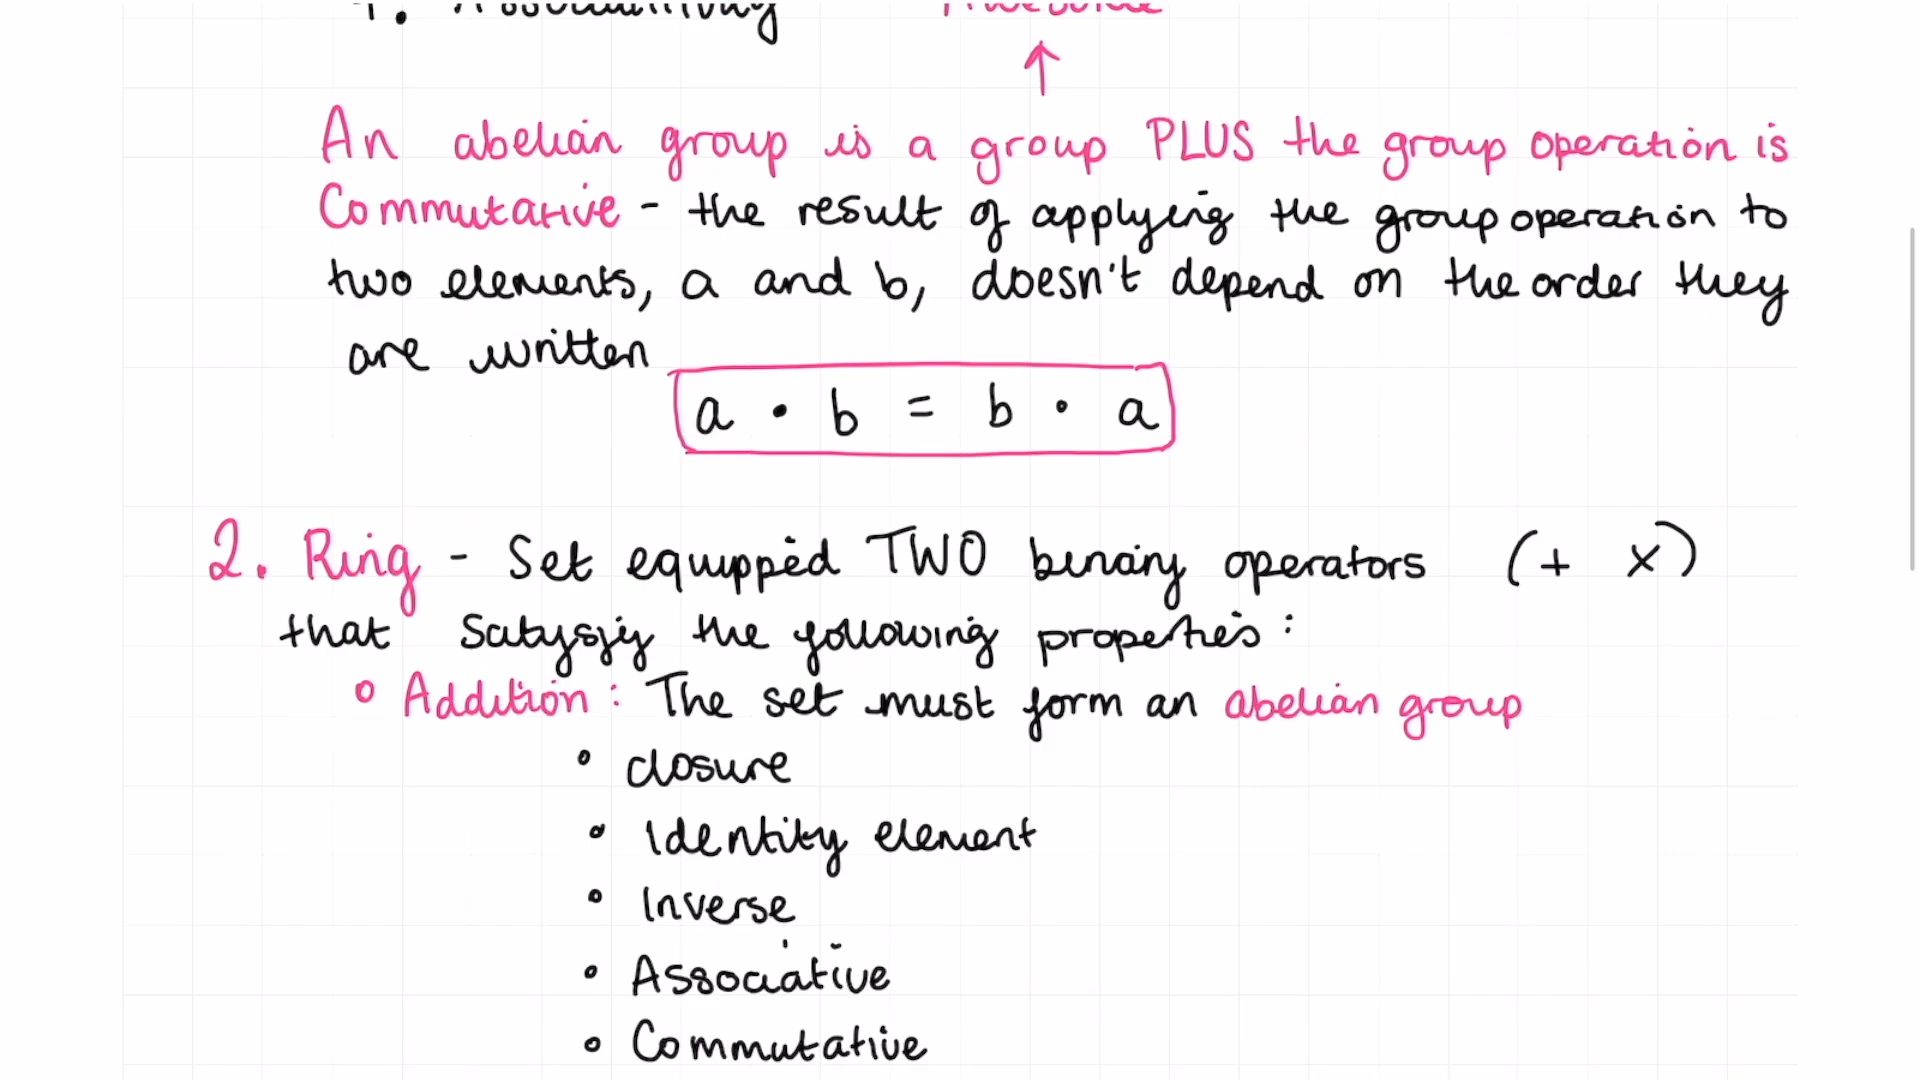 An abelian group is a group PLUS the group operation is
Commutative - the result of applying the group operation to
two elements, a and b, doesn't depend on the order they
are written
a • b = b • a
2. Ring - Set equipped TWO binary operators (+ ×)
that satisfy the following properties:
○ Addition: The set must form an abelian group
• closure
• Identity element
• Inverse
• Associative
• Commutative